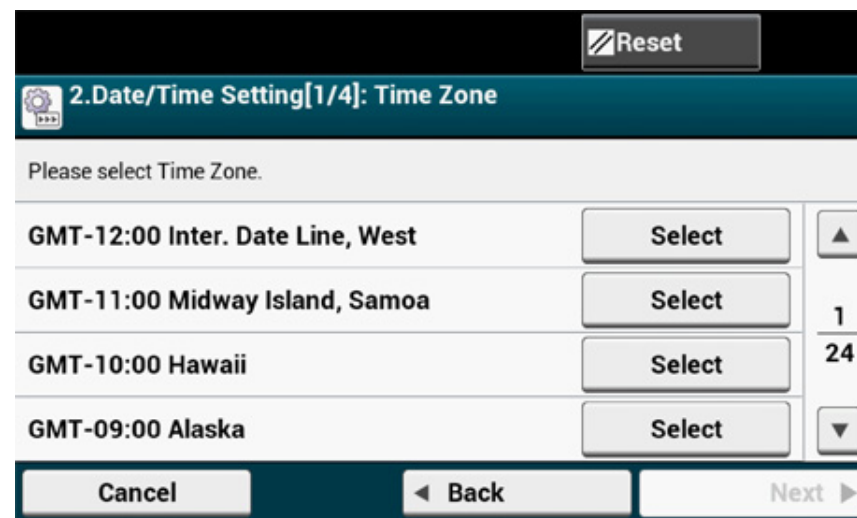 Reset
2.Date/Time Setting[1/4]: Time Zone
Please select Time Zone.
GMT-12:00 Inter. Date Line, West Select
GMT-11:00 Midway Island, Samoa Select
1
GMT-10:00 Hawaii Select
24
GMT-09:00 Alaska Select
Cancel Back Next